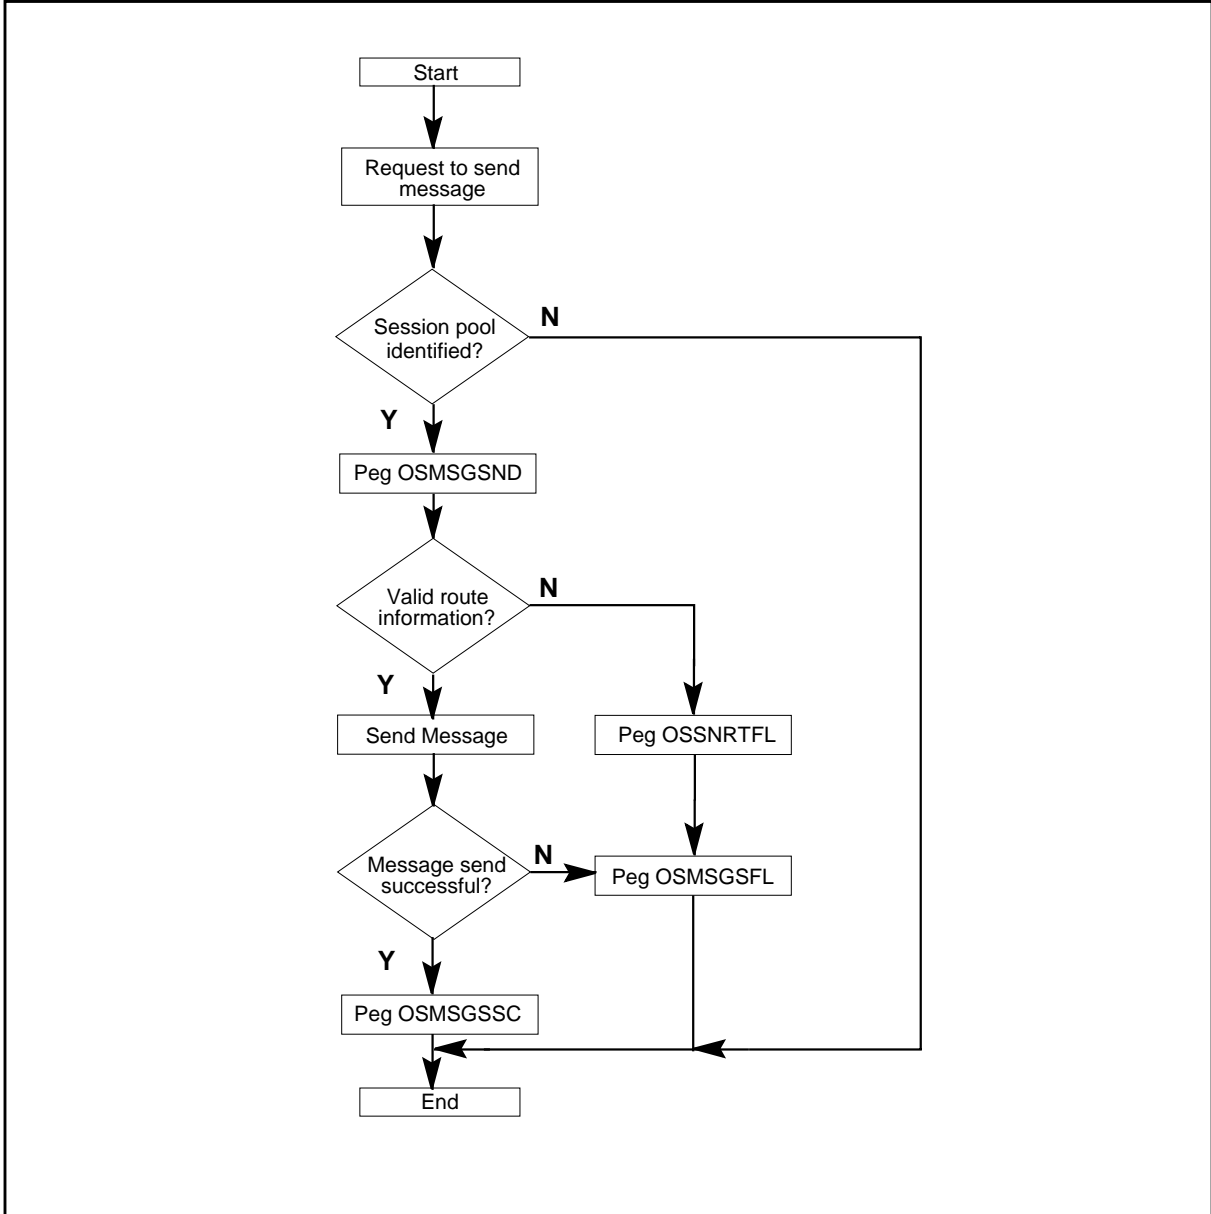 Start
Request to send
message
N
Session pool
identified?
Y
Peg OSMSGSND
N
Valid route
information?
Y
Send Message
Peg OSSNRTFL
N
Message send
successful?
Peg OSMSGSFL
Y
Peg OSMSGSSC
End